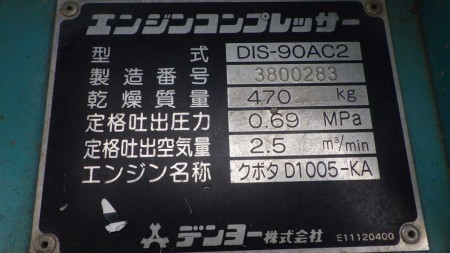 エンジンコンプレッサー
型式 DIS-90AC2
製造番号 3800283
乾燥質量 470 kg
定格吐出圧力 0.69 MPa
定格吐出空気量 2.5 m³/min
エンジン名称 クボタ D1005-KA
デンヨー株式会社 E11120400